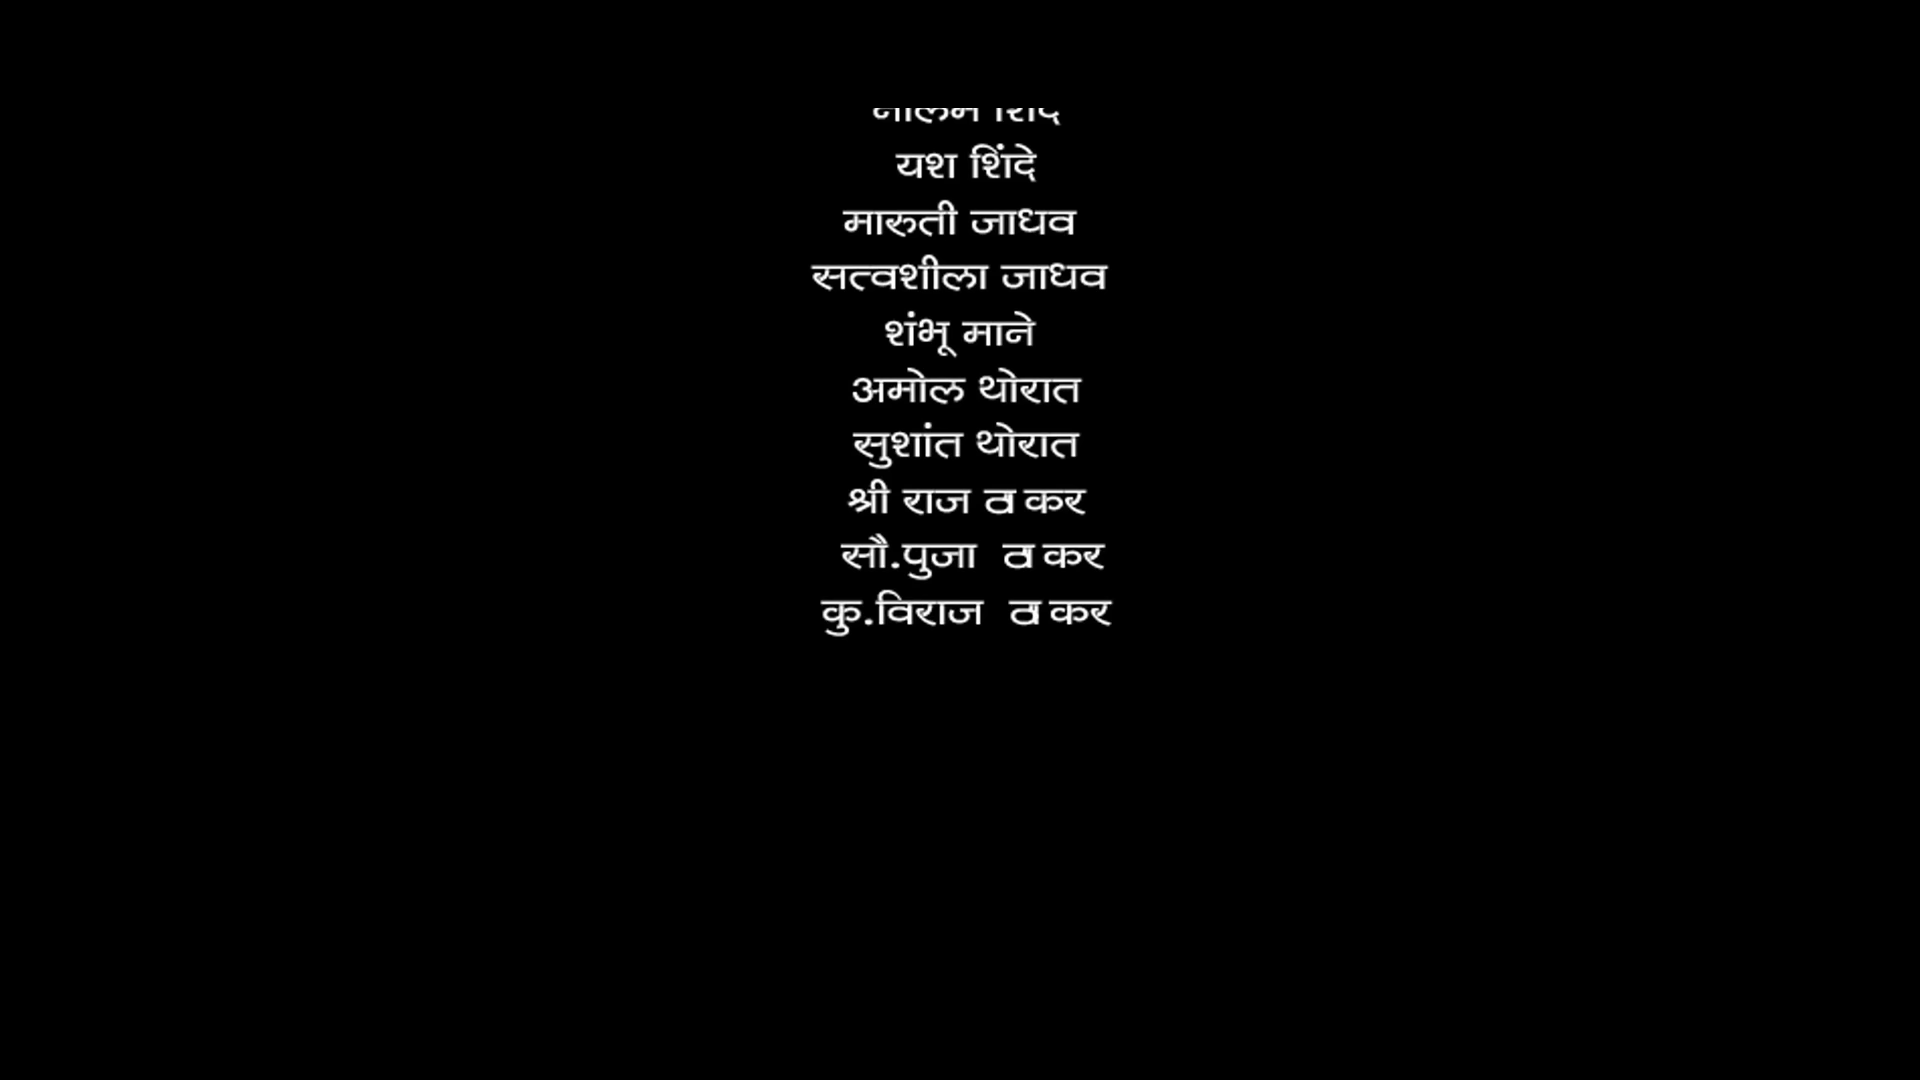 यश शिंदे
मारुती जाधव
सत्वशीला जाधव
शंभू माने
अमोल थोरात
सुशांत थोरात
श्री राज ठा कर
सौ.पुजा ठा कर
कु.विराज ठा कर